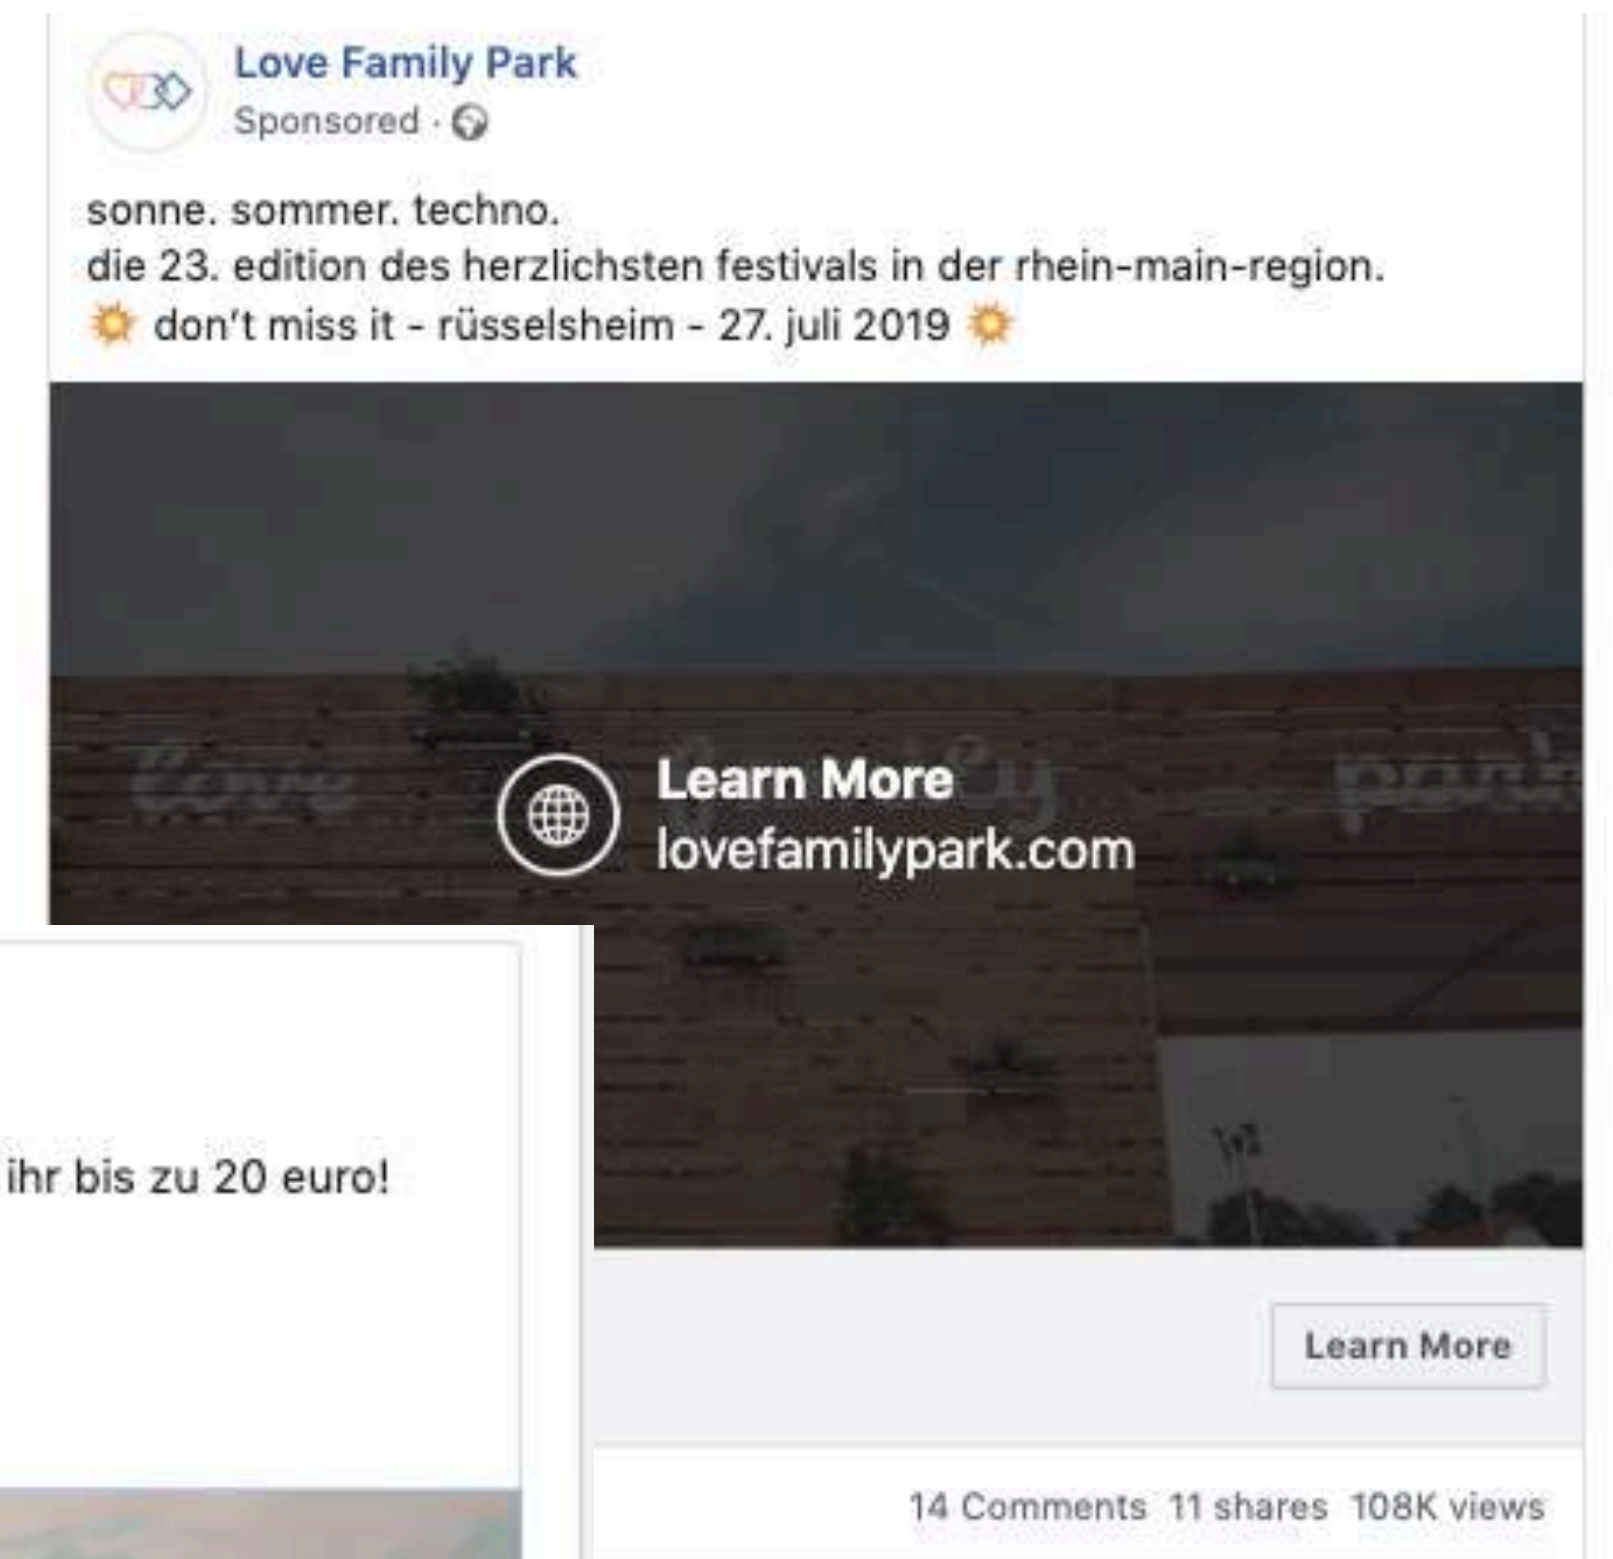 Love Family Park
Sponsored ·
sonne. sommer. techno.
die 23. edition des herzlichsten festivals in der rhein-main-region.
💥 don't miss it - rüsselsheim - 27. juli 2019 💥
love park
Learn More
lovefamilypark.com
ihr bis zu 20 euro!
Learn More
14 Comments 11 shares 108K views